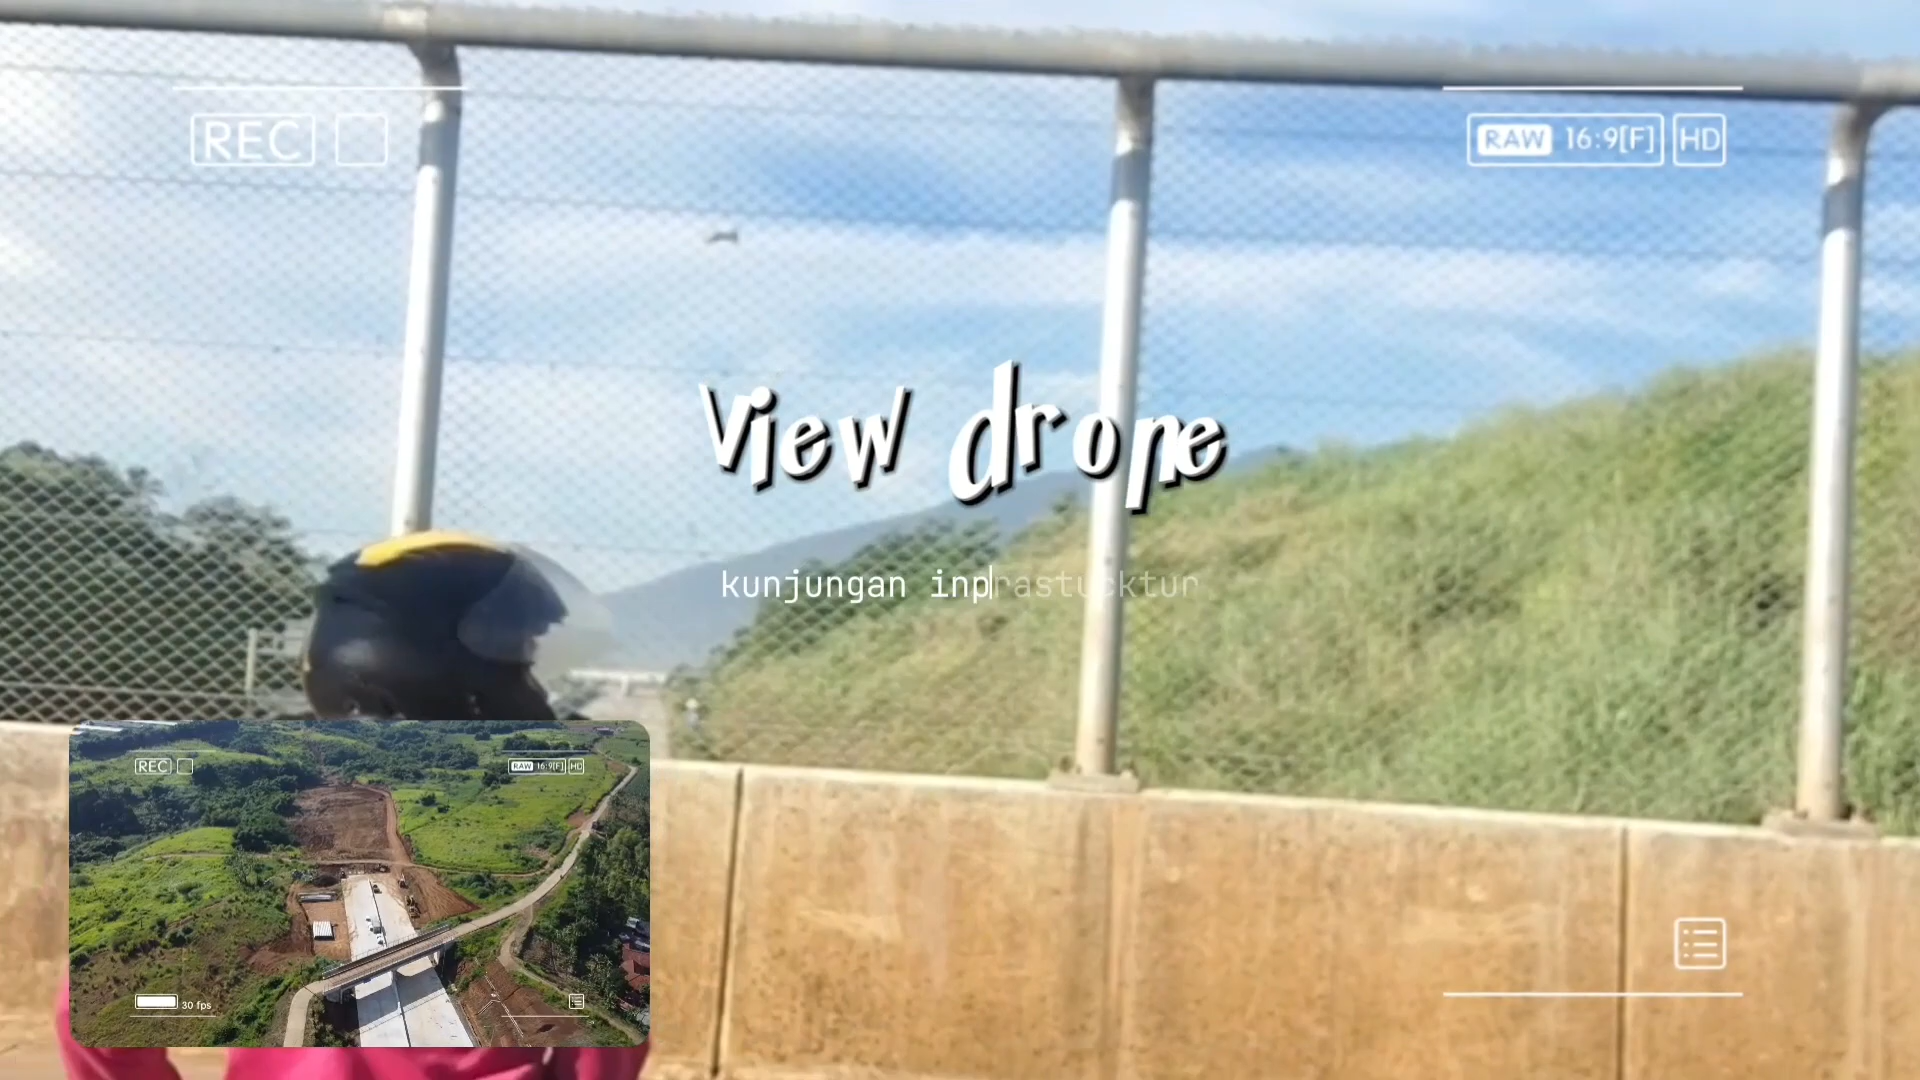 REC
RAW 16:9[F] HD
View drone
kunjungan inprastucktur
REC
RAW 16:9[F] HD
30 fps